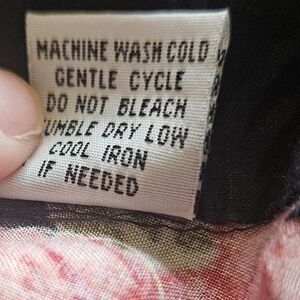 MACHINE WASH COLD
GENTLE CYCLE
DO NOT BLEACH
UMBLE DRY LOW
COOL IRON
IF NEEDED